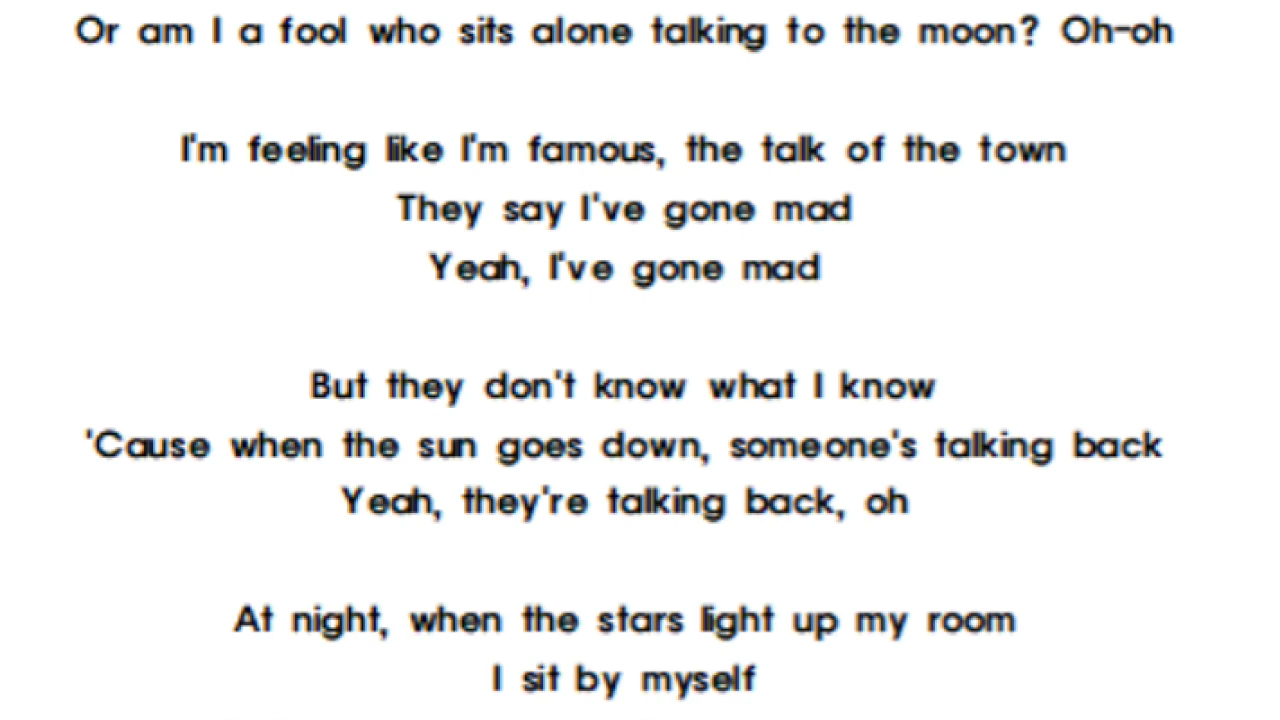 Or am I a fool who sits alone talking to the moon? Oh-oh
I'm feeling like I'm famous, the talk of the town
They say I've gone mad
Yeah, I've gone mad
But they don't know what I know
'Cause when the sun goes down, someone's talking back
Yeah, they're talking back, oh
At night, when the stars light up my room
I sit by myself